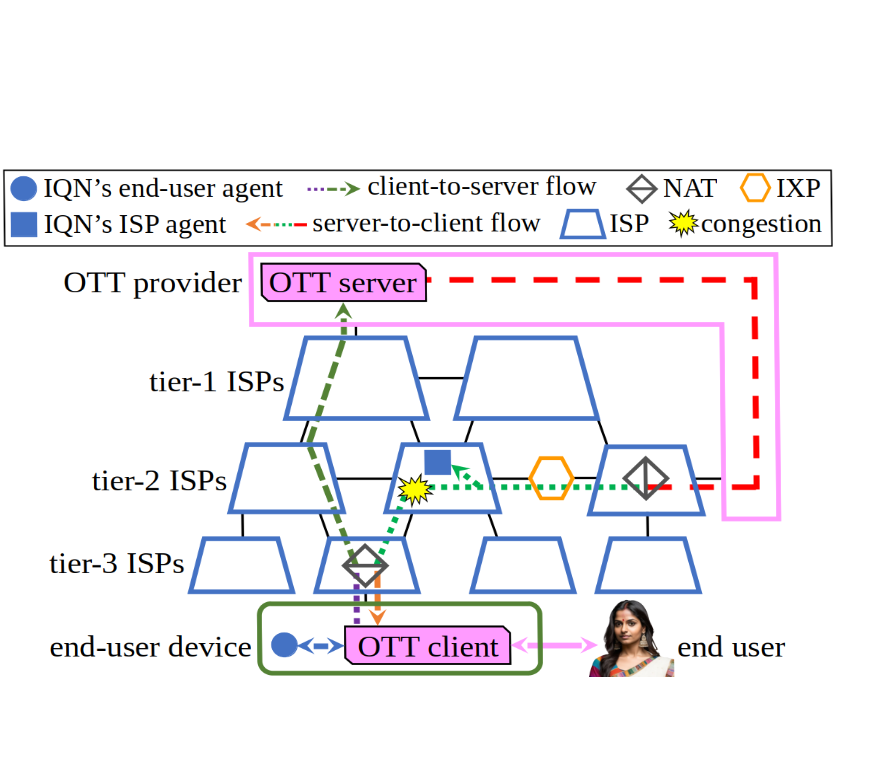 IQN's end-user agent client-to-server flow NAT IXP
IQN's ISP agent server-to-client flow ISP congestion
OTT provider OTT server
tier-1 ISPs
tier-2 ISPs
tier-3 ISPs
end-user device OTT client end user